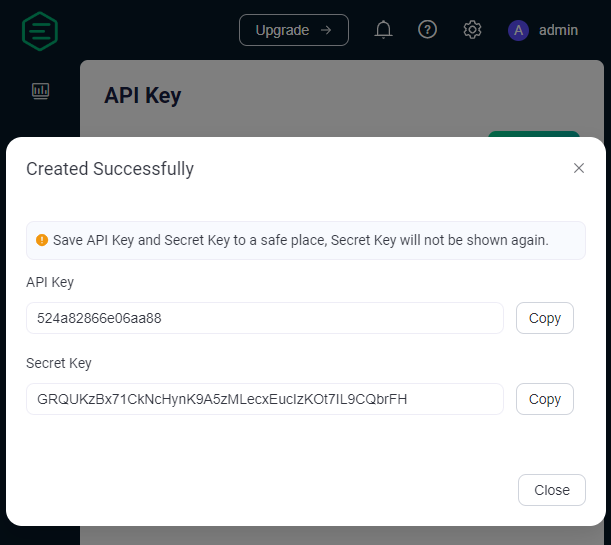 Upgrade →
A admin
API Key
Created Successfully
Save API Key and Secret Key to a safe place, Secret Key will not be shown again.
API Key
524a82866e06aa88 Copy
Secret Key
GRQUKzBx71CkNcHynK9A5zMLecxEucIzKOt7IL9CQbrFH Copy
Close